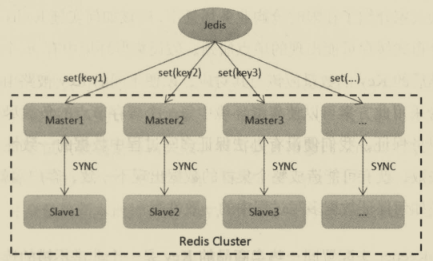 Jedis
set(key1) set(key2) set(key3) set(...)
Master1 Master2 Master3 ...
SYNC SYNC SYNC SYNC
Slave1 Slave2 Slave3 ...
Redis Cluster